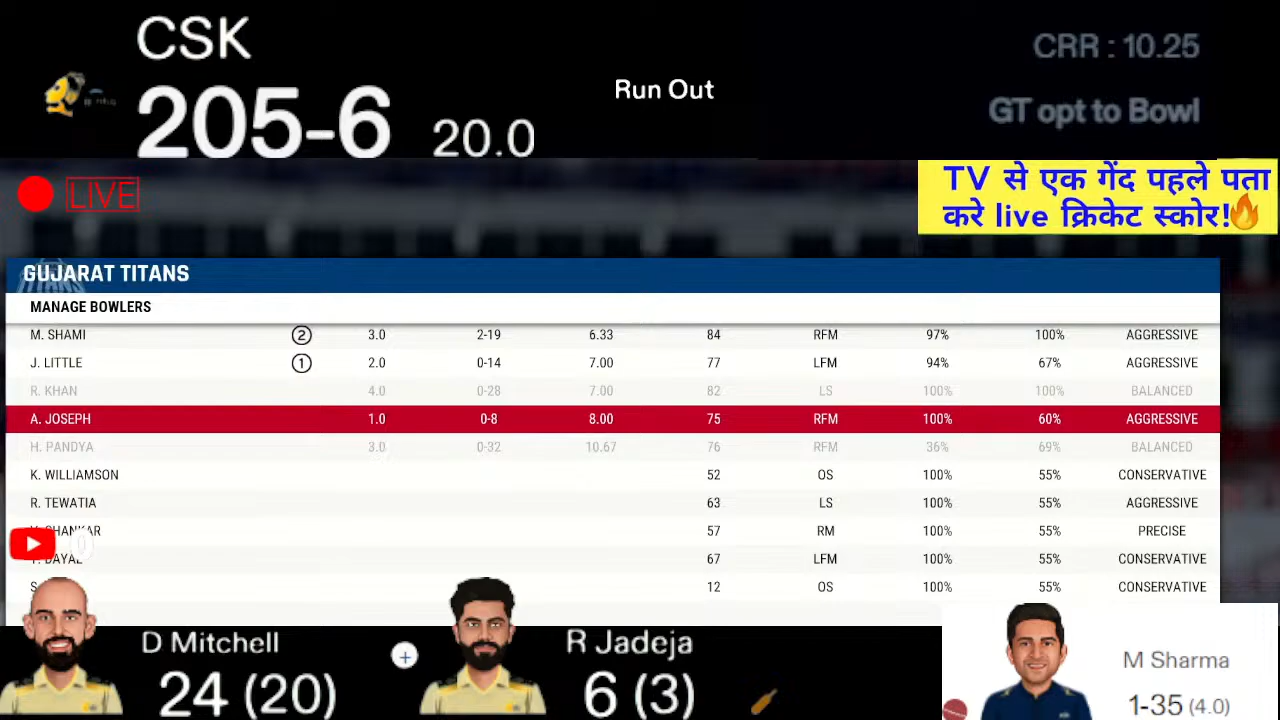 CSK
205-6 20.0
Run Out
CRR : 10.25
GT opt to Bowl
LIVE
TV से एक गेंद पहले पता
करे live क्रिकेट स्कोर!🔥
GUJARAT TITANS
MANAGE BOWLERS
M. SHAMI 2 3.0 2-19 6.33 84 RFM 97% 100% AGGRESSIVE
J. LITTLE 1 2.0 0-14 7.00 77 LFM 94% 67% AGGRESSIVE
R. KHAN 4.0 0-28 7.00 82 LS 100% 100% BALANCED
A. JOSEPH 1.0 0-8 8.00 75 RFM 100% 60% AGGRESSIVE
H. PANDYA 3.0 0-32 10.67 76 RFM 36% 69% BALANCED
K. WILLIAMSON 52 OS 100% 55% CONSERVATIVE
R. TEWATIA 63 LS 100% 55% AGGRESSIVE
SHANKAR 57 RM 100% 55% PRECISE
DAYAL 67 LFM 100% 55% CONSERVATIVE
S 12 OS 100% 55% CONSERVATIVE
D Mitchell
24 (20)
R Jadeja
6 (3)
M Sharma
1-35 (4.0)